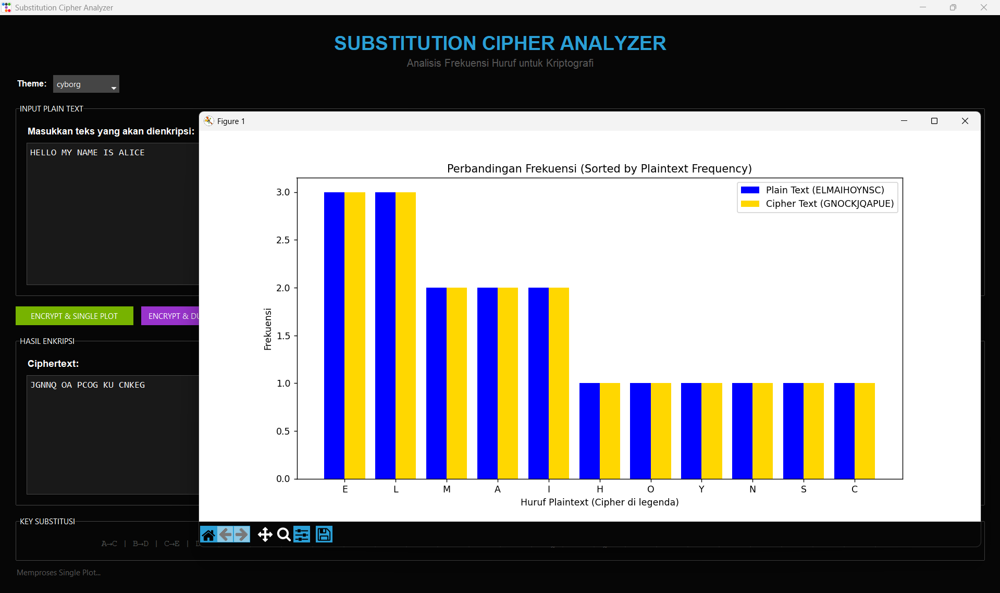 Substitution Cipher Analyzer
SUBSTITUTION CIPHER ANALYZER
Analisis Frekuensi Huruf untuk Kriptografi
Theme: cyborg
INPUT PLAIN TEXT
Masukkan teks yang akan dienkripsi:
HELLO MY NAME IS ALICE
ENCRYPT & SINGLE PLOT
ENCRYPT &
HASIL ENKRIPSI
Ciphertext:
JGNNQ OA PCOG KU CNKEG
KEY SUBSTITUSI
A→C | B→D | C→E |
Memproses Single Plot...
Figure 1
Perbandingan Frekuensi (Sorted by Plaintext Frequency)
Plain Text (ELMAIHOYNSC)
Cipher Text (GNOCKJQAPUE)
3.0
2.5
2.0
1.5
1.0
0.5
0.0
Frekuensi
E L M A I H O Y N S C
Huruf Plaintext (Cipher di legenda)